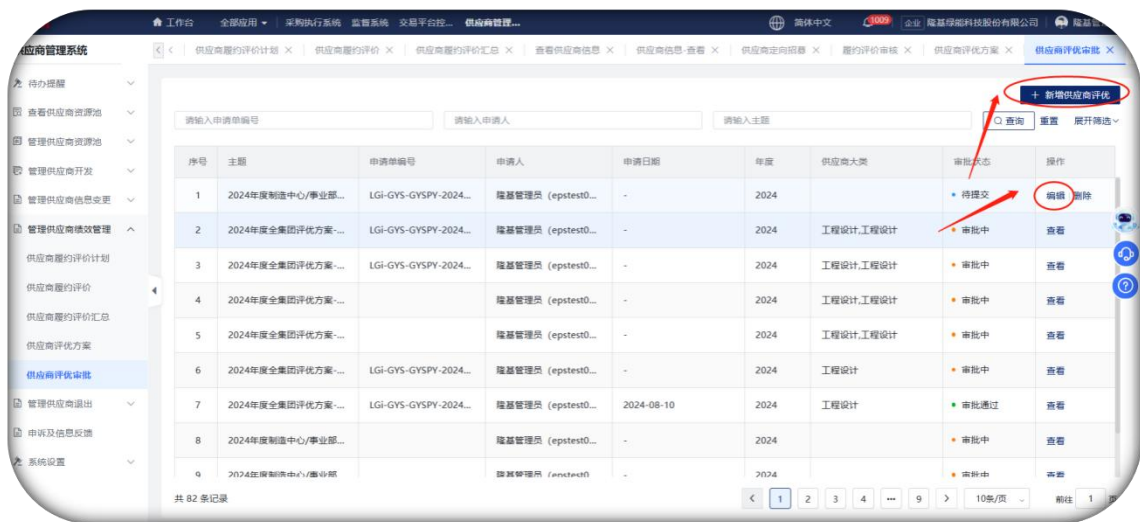 工作台 全部应用 采购执行系统 监督系统 交易平台控... 供应商管理... 简体中文 1009 企业 隆基绿能科技股份有限公司
应商管理系统
供应商履约评价计划 × 供应商履约评价 × 供应商履约评价汇总 × 查看供应商信息 × 供应商信息-查看 × 供应商定向招募 × 履约评价审核 × 供应商评优方案 × 供应商评优审批 ×
待办提醒
查看供应商资源池
管理供应商资源池
管理供应商开发
管理供应商信息变更
管理供应商绩效管理
供应商履约评价计划
供应商履约评价
供应商履约评价汇总
供应商评优方案
供应商评优审批
管理供应商退出
申诉及信息反馈
系统设置
+ 新增供应商评优
请输入申请单编号 请输入申请人 请输入主题 查询 重置 展开筛选
序号 主题 申请单编号 申请人 申请日期 年度 供应商大类 审批状态 操作
1 2024年度制造中心/事业部... LGi-GYS-GYSPY-2024... 隆基管理员 (epstest0... - 2024 待提交 编辑 删除
2 2024年度全集团评优方案-... LGi-GYS-GYSPY-2024... 隆基管理员 (epstest0... - 2024 工程设计,工程设计 审批中 查看
3 2024年度全集团评优方案-... LGi-GYS-GYSPY-2024... 隆基管理员 (epstest0... - 2024 工程设计,工程设计 审批中 查看
4 2024年度全集团评优方案-... 隆基管理员 (epstest0... - 2024 工程设计,工程设计 审批中 查看
5 2024年度全集团评优方案-... 隆基管理员 (epstest0... - 2024 工程设计,工程设计 审批中 查看
6 2024年度全集团评优方案-... LGi-GYS-GYSPY-2024... 隆基管理员 (epstest0... - 2024 工程设计 审批中 查看
7 2024年度全集团评优方案-... LGi-GYS-GYSPY-2024... 隆基管理员 (epstest0... 2024-08-10 2024 工程设计 审批通过 查看
8 2024年度制造中心/事业部... 隆基管理员 (epstest0... - 2024 审批中 查看
9 2024年度制造中心/事业部 隆基管理员 (epstest0 - 2024 审批中 查看
共 82 条记录 1 2 3 4 ... 9 10条/页 前往 1